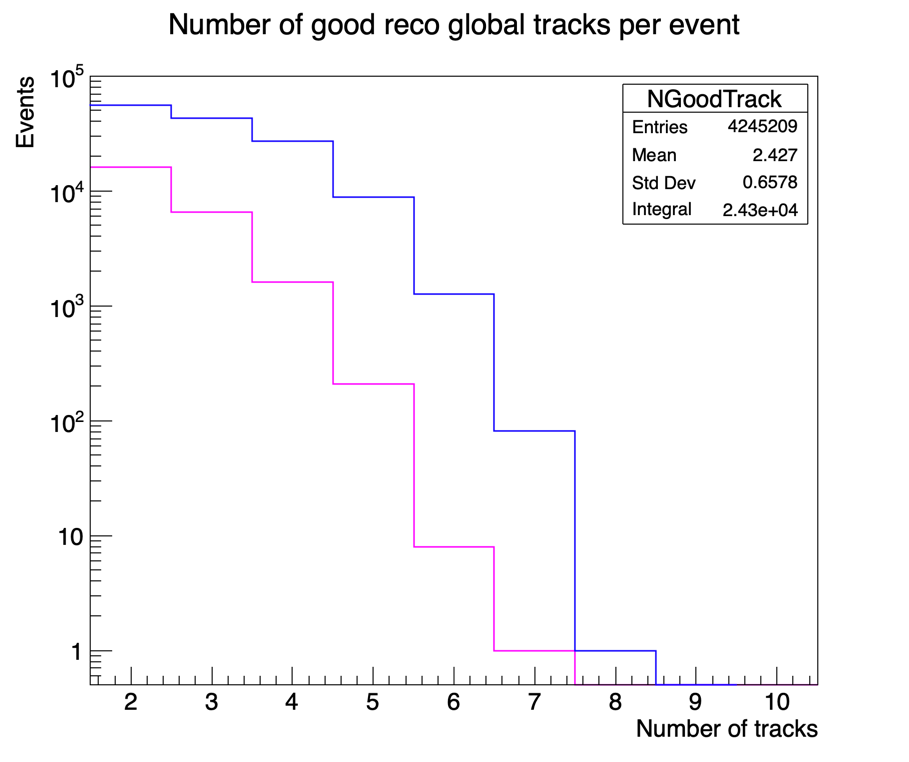 Number of good reco global tracks per event
Events
10^5
10^4
10^3
10^2
10
1
NGoodTrack
Entries 4245209
Mean 2.427
Std Dev 0.6578
Integral 2.43e+04
2 3 4 5 6 7 8 9 10
Number of tracks